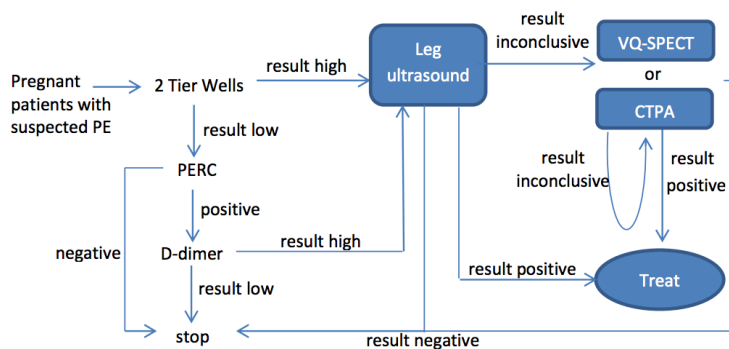 result
inconclusive
VQ-SPECT
Leg
ultrasound
result high
or
Pregnant
patients with
suspected PE
2 Tier Wells
CTPA
result low
result
inconclusive
result
positive
PERC
positive
negative
D-dimer
result high
result positive
Treat
result low
stop
result negative